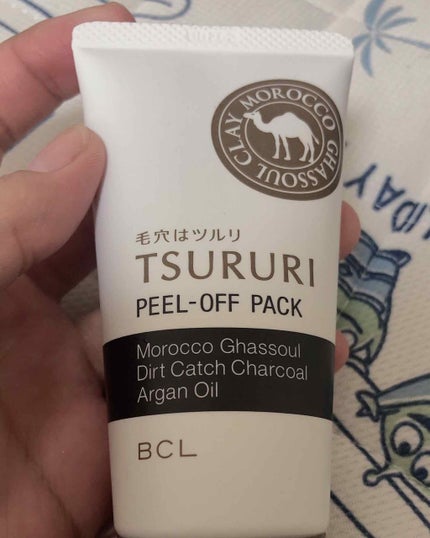 MOROCCO GHASSOUL CLAY
毛穴はツルリ
TSURURI
PEEL-OFF PACK
Morocco Ghassoul
Dirt Catch Charcoal
Argan Oil
BCL